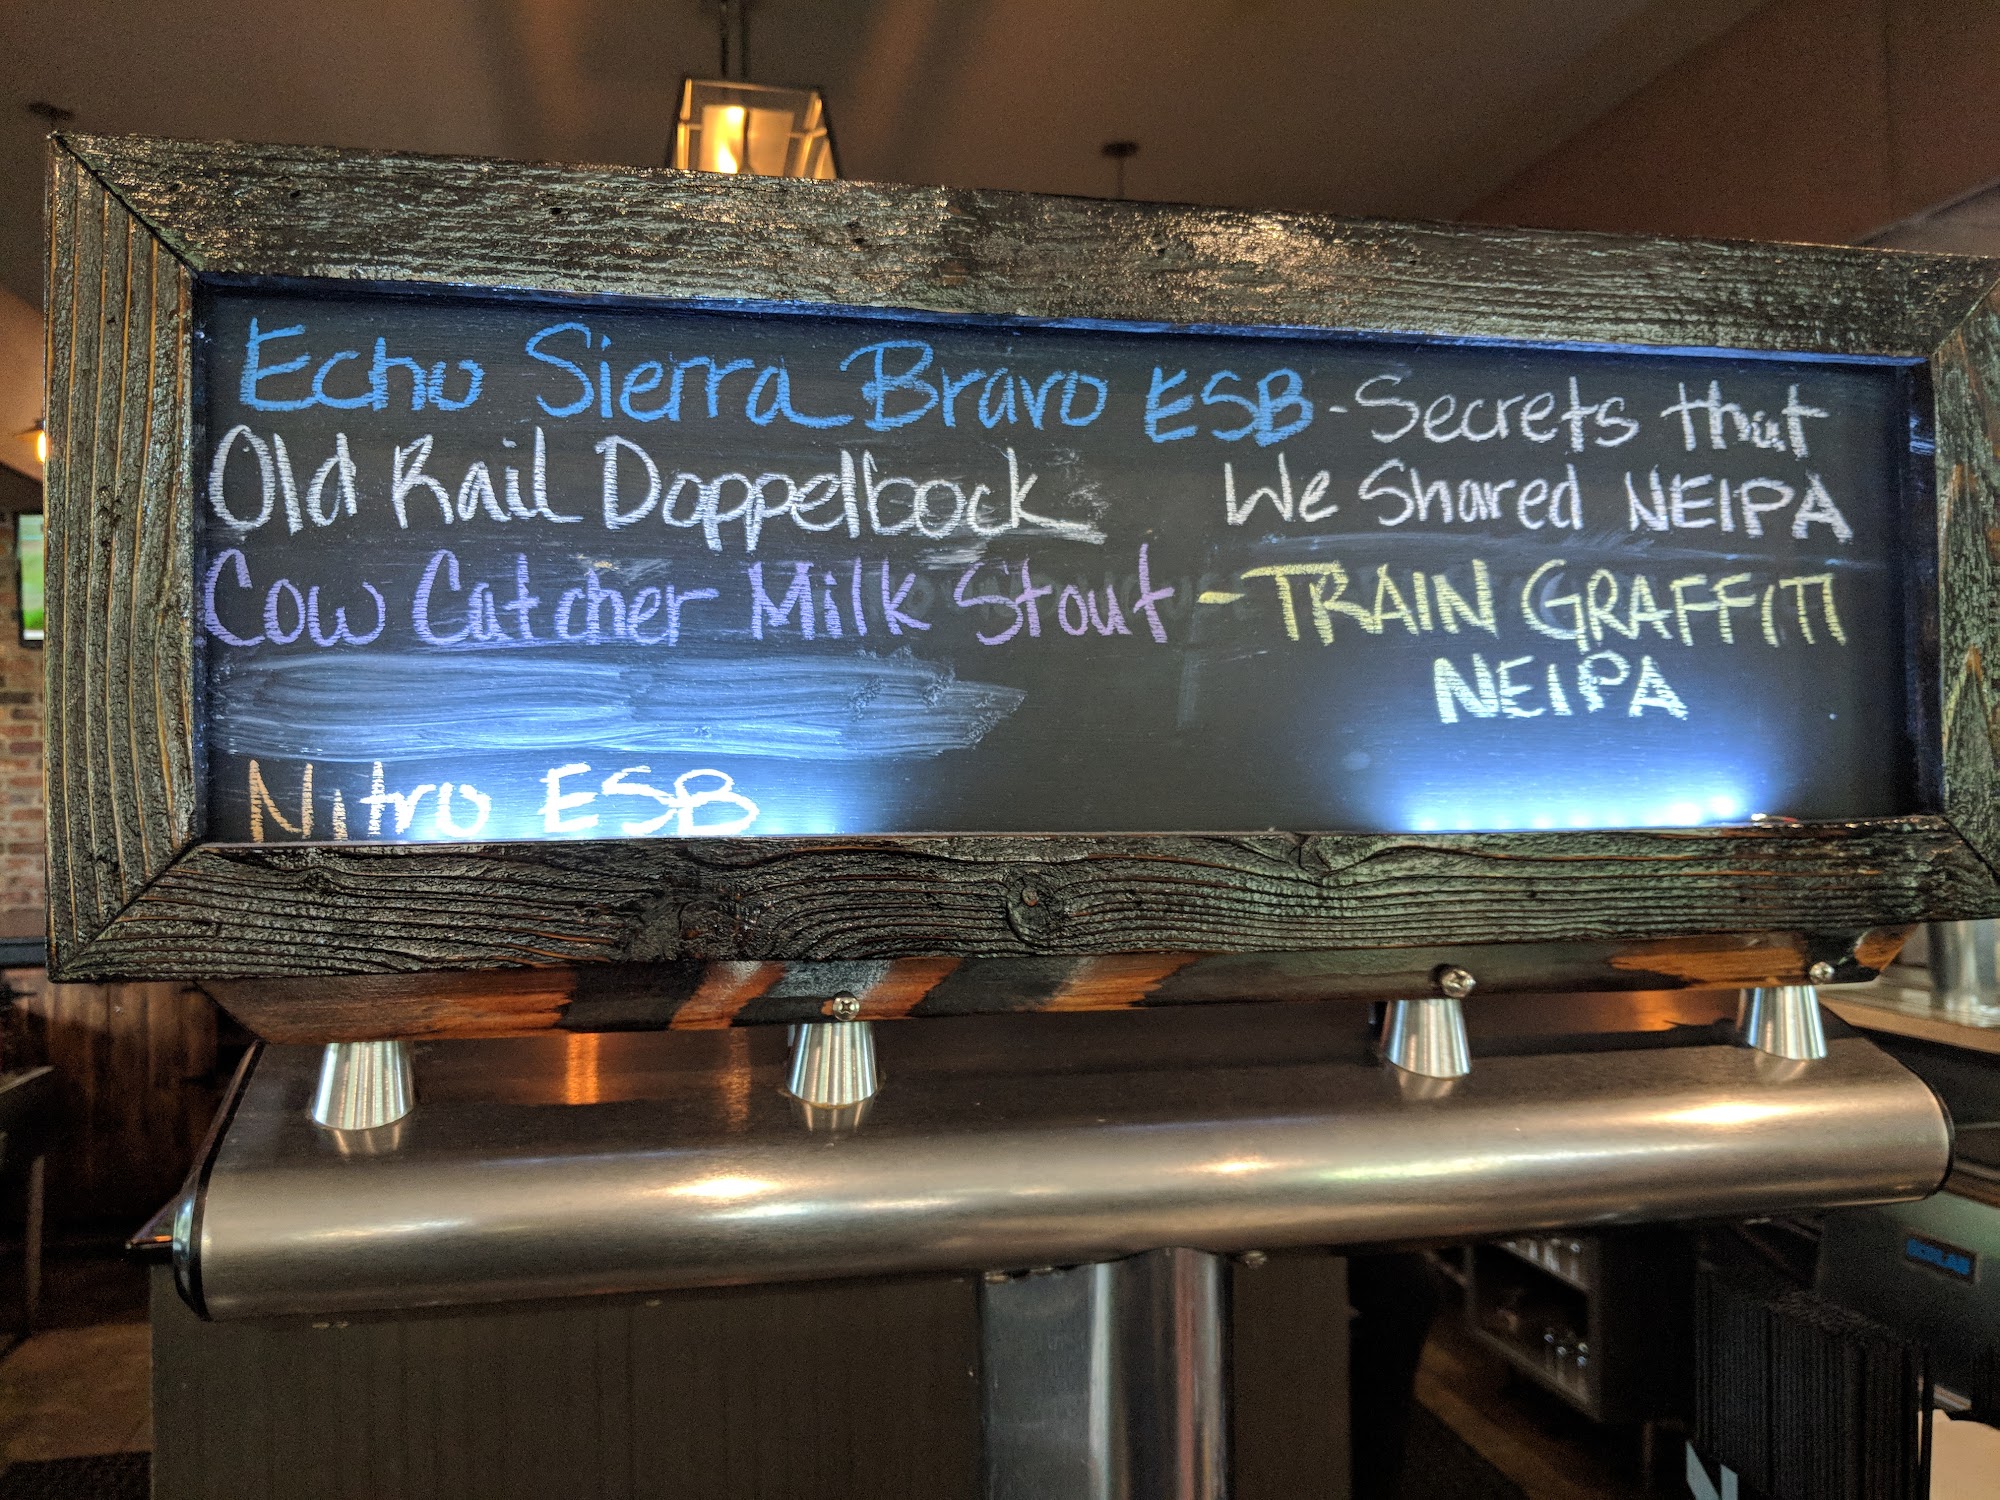 Echo Sierra Bravo ESB
Old Rail Doppelbock
Cow Catcher Milk Stout
Nitro ESB
- Secrets that
We Shared NEIPA
- TRAIN GRAFFITI
NEIPA